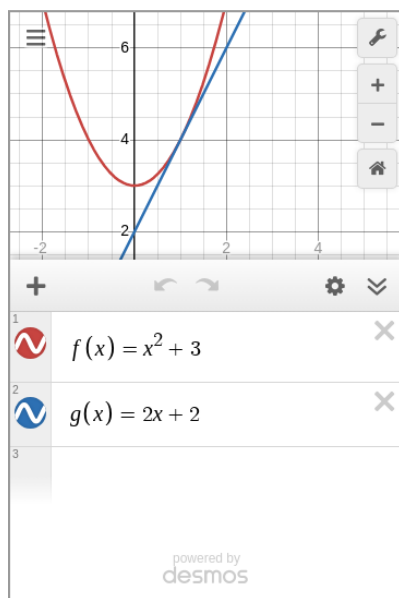 6
4
2
-2
2
4
1
f(x) = x² + 3
2
g(x) = 2x + 2
3
powered by
desmos